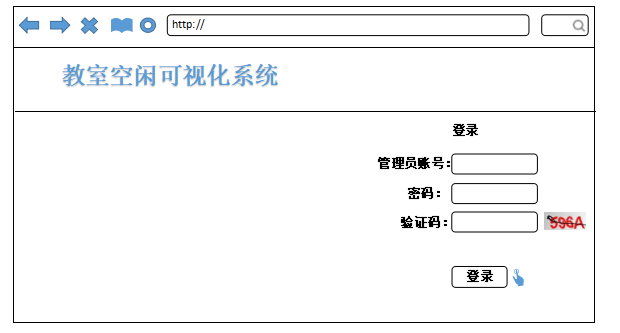 http://
教室空闲可视化系统
登录
管理员账号：
密码：
验证码： 596A
登录